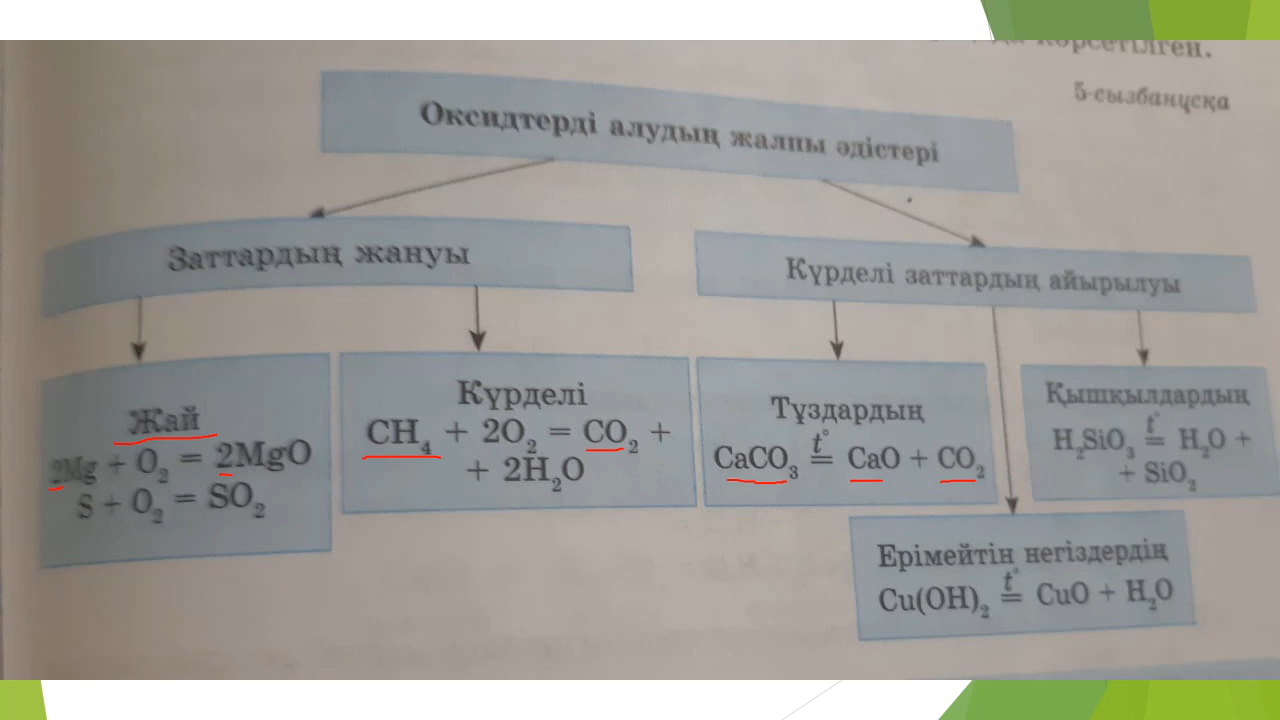 көрсетілген.
5-сызбанұсқа
Оксидтерді алудың жалпы әдістері
Заттардың жануы
Күрделі заттардың айырылуы
Жай
2Mg + O₂ = 2MgO
S + O₂ = SO₂
Күрделі
CH₄ + 2O₂ = CO₂ +
+ 2H₂O
Тұздардың
CaCO₃ t°= CaO + CO₂
Қышқылдардың
H₂SiO₃ t°= H₂O +
+ SiO₂
Ерімейтін негіздердің
Cu(OH)₂ t°= CuO + H₂O